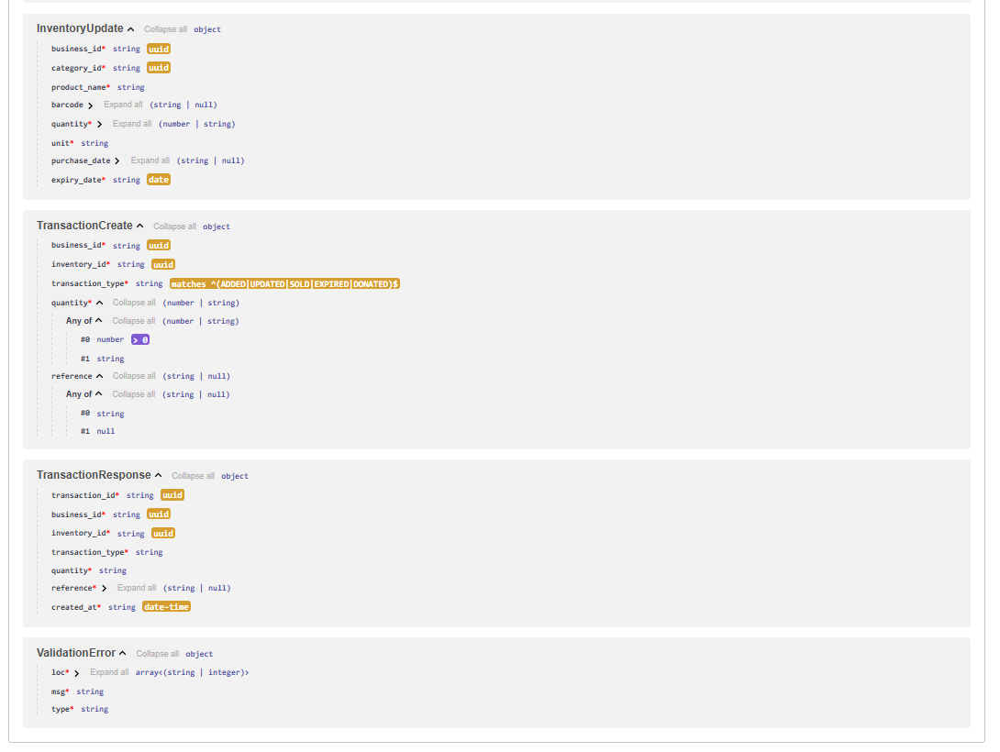 InventoryUpdate Collapse all object
business_id* string uuid
category_id* string uuid
product_name* string
barcode Expand all (string | null)
quantity* Expand all (number | string)
unit* string
purchase_date Expand all (string | null)
expiry_date* string date
TransactionCreate Collapse all object
business_id* string uuid
inventory_id* string uuid
transaction_type* string matches ^(ADDED|UPDATED|SOLD|EXPIRED|DONATED)$
quantity* Collapse all (number | string)
Any of Collapse all (number | string)
#0 number > 0
#1 string
reference Collapse all (string | null)
Any of Collapse all (string | null)
#0 string
#1 null
TransactionResponse Collapse all object
transaction_id* string uuid
business_id* string uuid
inventory_id* string uuid
transaction_type* string
quantity* string
reference* Expand all (string | null)
created_at* string date-time
ValidationError Collapse all object
loc* Expand all array<(string | integer)>
msg* string
type* string